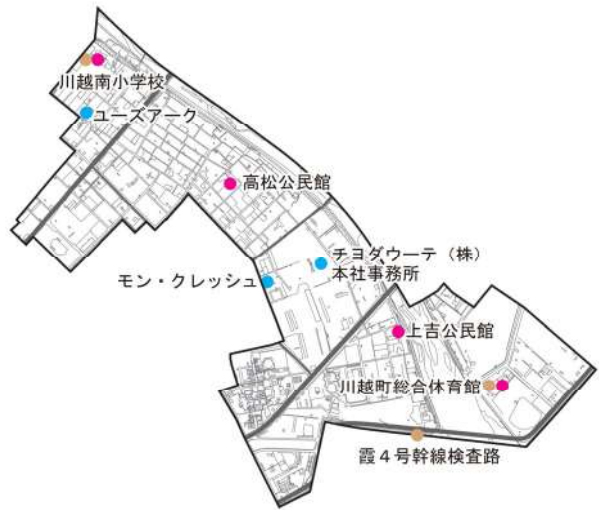 川越南小学校
ユーズアーク
高松公民館
チヨダウーテ（株）
本社事務所
モン・クレッシュ
上吉公民館
川越町総合体育館
霞４号幹線検査路